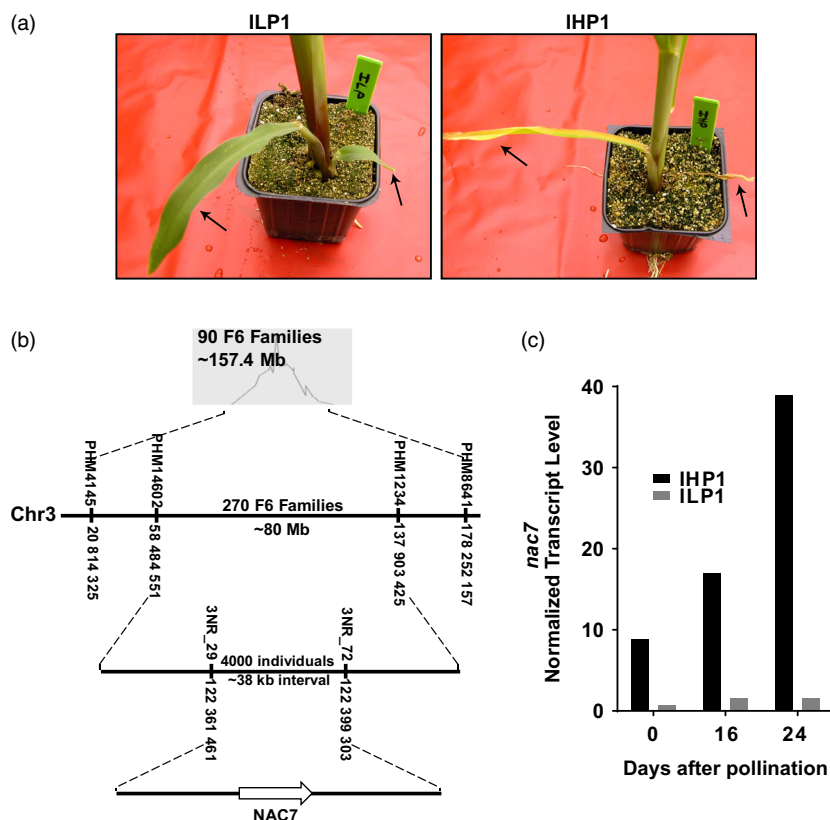 (a)
ILP1
IHP1
ILP
IHP
(b)
90 F6 Families
~157.4 Mb
PHM4145
PHM14602
PHM1234
PHM8641
270 F6 Families
Chr3
~80 Mb
20 814 325
58 484 551
137 903 425
178 252 157
3NR_29
3NR_72
4000 individuals
~38 kb interval
122 361 461
122 399 303
NAC7
(c)
nac7
Normalized Transcript Level
40
30
20
10
0
IHP1
ILP1
0 16 24
Days after pollination